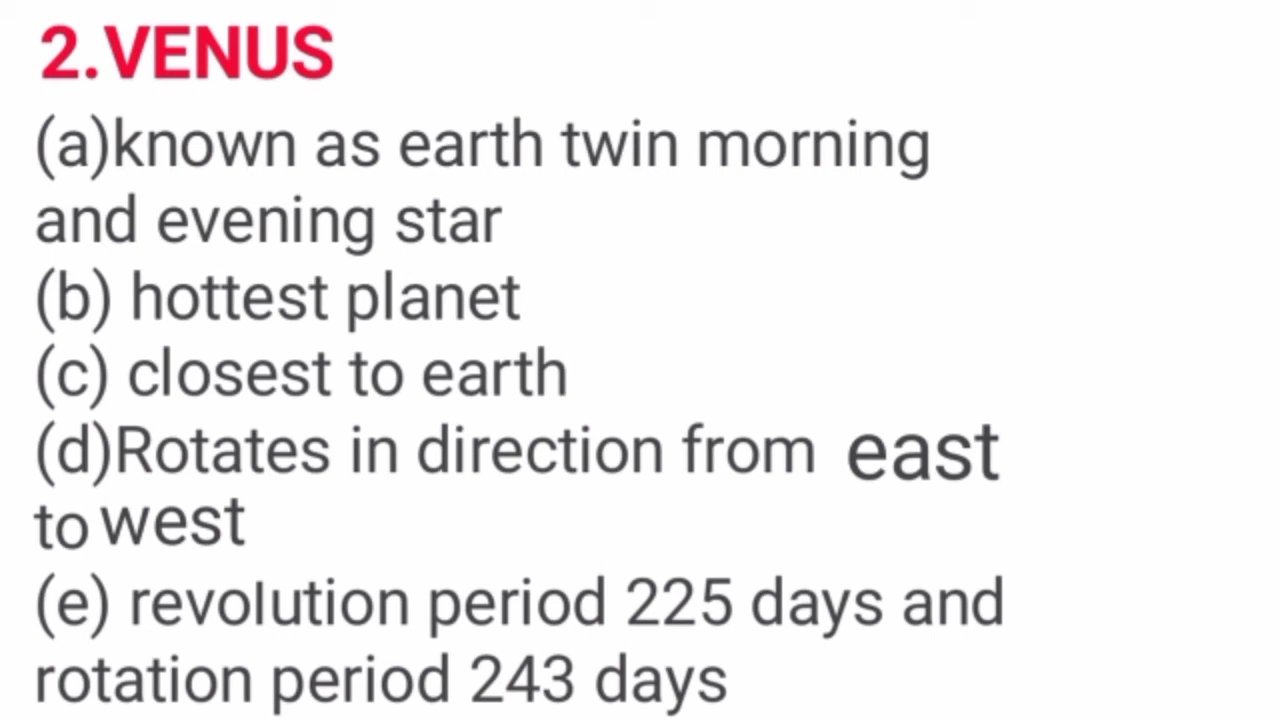 2.VENUS
(a)known as earth twin morning
and evening star
(b) hottest planet
(c) closest to earth
(d)Rotates in direction from east
to west
(e) revolution period 225 days and
rotation period 243 days